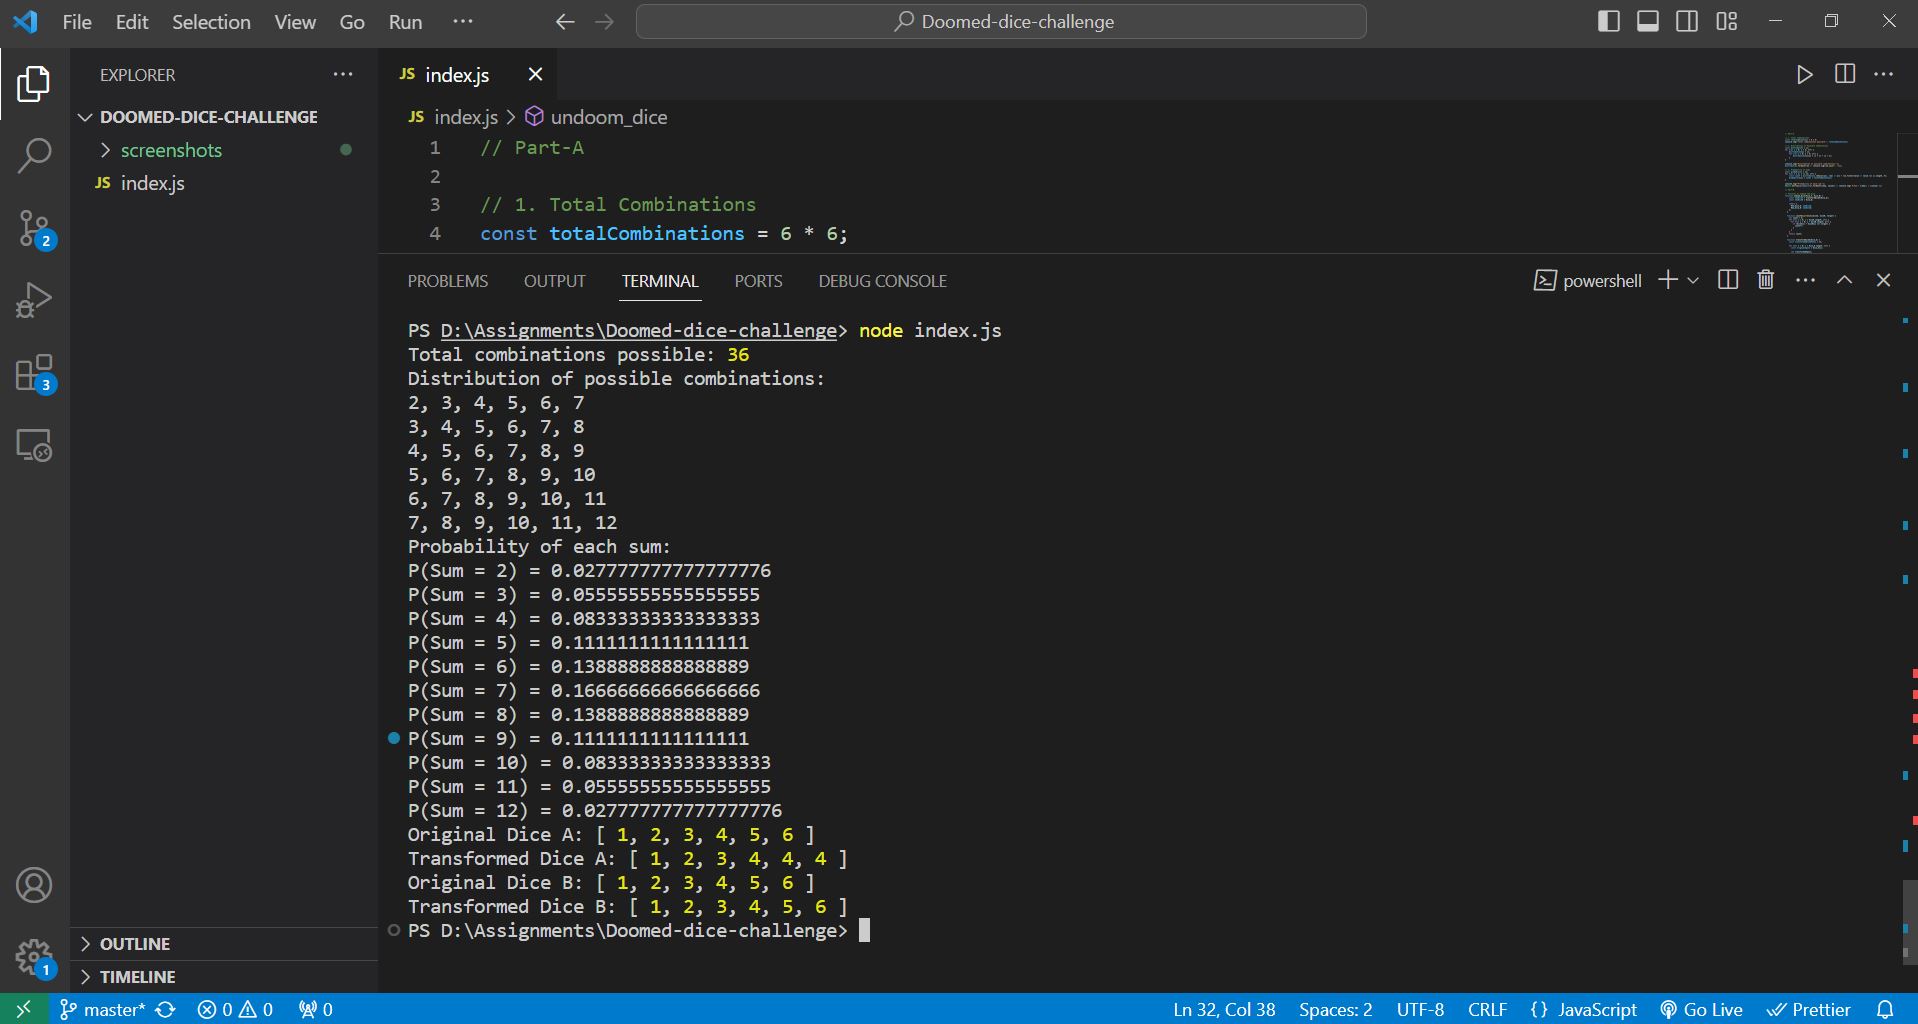 File Edit Selection View Go Run ··· Doomed-dice-challenge
EXPLORER ···
DOOMED-DICE-CHALLENGE
screenshots
JS index.js
2
3
1
OUTLINE
TIMELINE
JS index.js
JS index.js > undoom_dice
1 // Part-A
2
3 // 1. Total Combinations
4 const totalCombinations = 6 * 6;
PROBLEMS OUTPUT TERMINAL PORTS DEBUG CONSOLE powershell
PS D:\Assignments\Doomed-dice-challenge> node index.js
Total combinations possible: 36
Distribution of possible combinations:
2, 3, 4, 5, 6, 7
3, 4, 5, 6, 7, 8
4, 5, 6, 7, 8, 9
5, 6, 7, 8, 9, 10
6, 7, 8, 9, 10, 11
7, 8, 9, 10, 11, 12
Probability of each sum:
P(Sum = 2) = 0.027777777777777776
P(Sum = 3) = 0.05555555555555555
P(Sum = 4) = 0.08333333333333333
P(Sum = 5) = 0.1111111111111111
P(Sum = 6) = 0.1388888888888889
P(Sum = 7) = 0.16666666666666666
P(Sum = 8) = 0.1388888888888889
P(Sum = 9) = 0.1111111111111111
P(Sum = 10) = 0.08333333333333333
P(Sum = 11) = 0.05555555555555555
P(Sum = 12) = 0.027777777777777776
Original Dice A: [ 1, 2, 3, 4, 5, 6 ]
Transformed Dice A: [ 1, 2, 3, 4, 4, 4 ]
Original Dice B: [ 1, 2, 3, 4, 5, 6 ]
Transformed Dice B: [ 1, 2, 3, 4, 5, 6 ]
PS D:\Assignments\Doomed-dice-challenge>
master* 0 0 0 Ln 32, Col 38 Spaces: 2 UTF-8 CRLF {} JavaScript Go Live Prettier